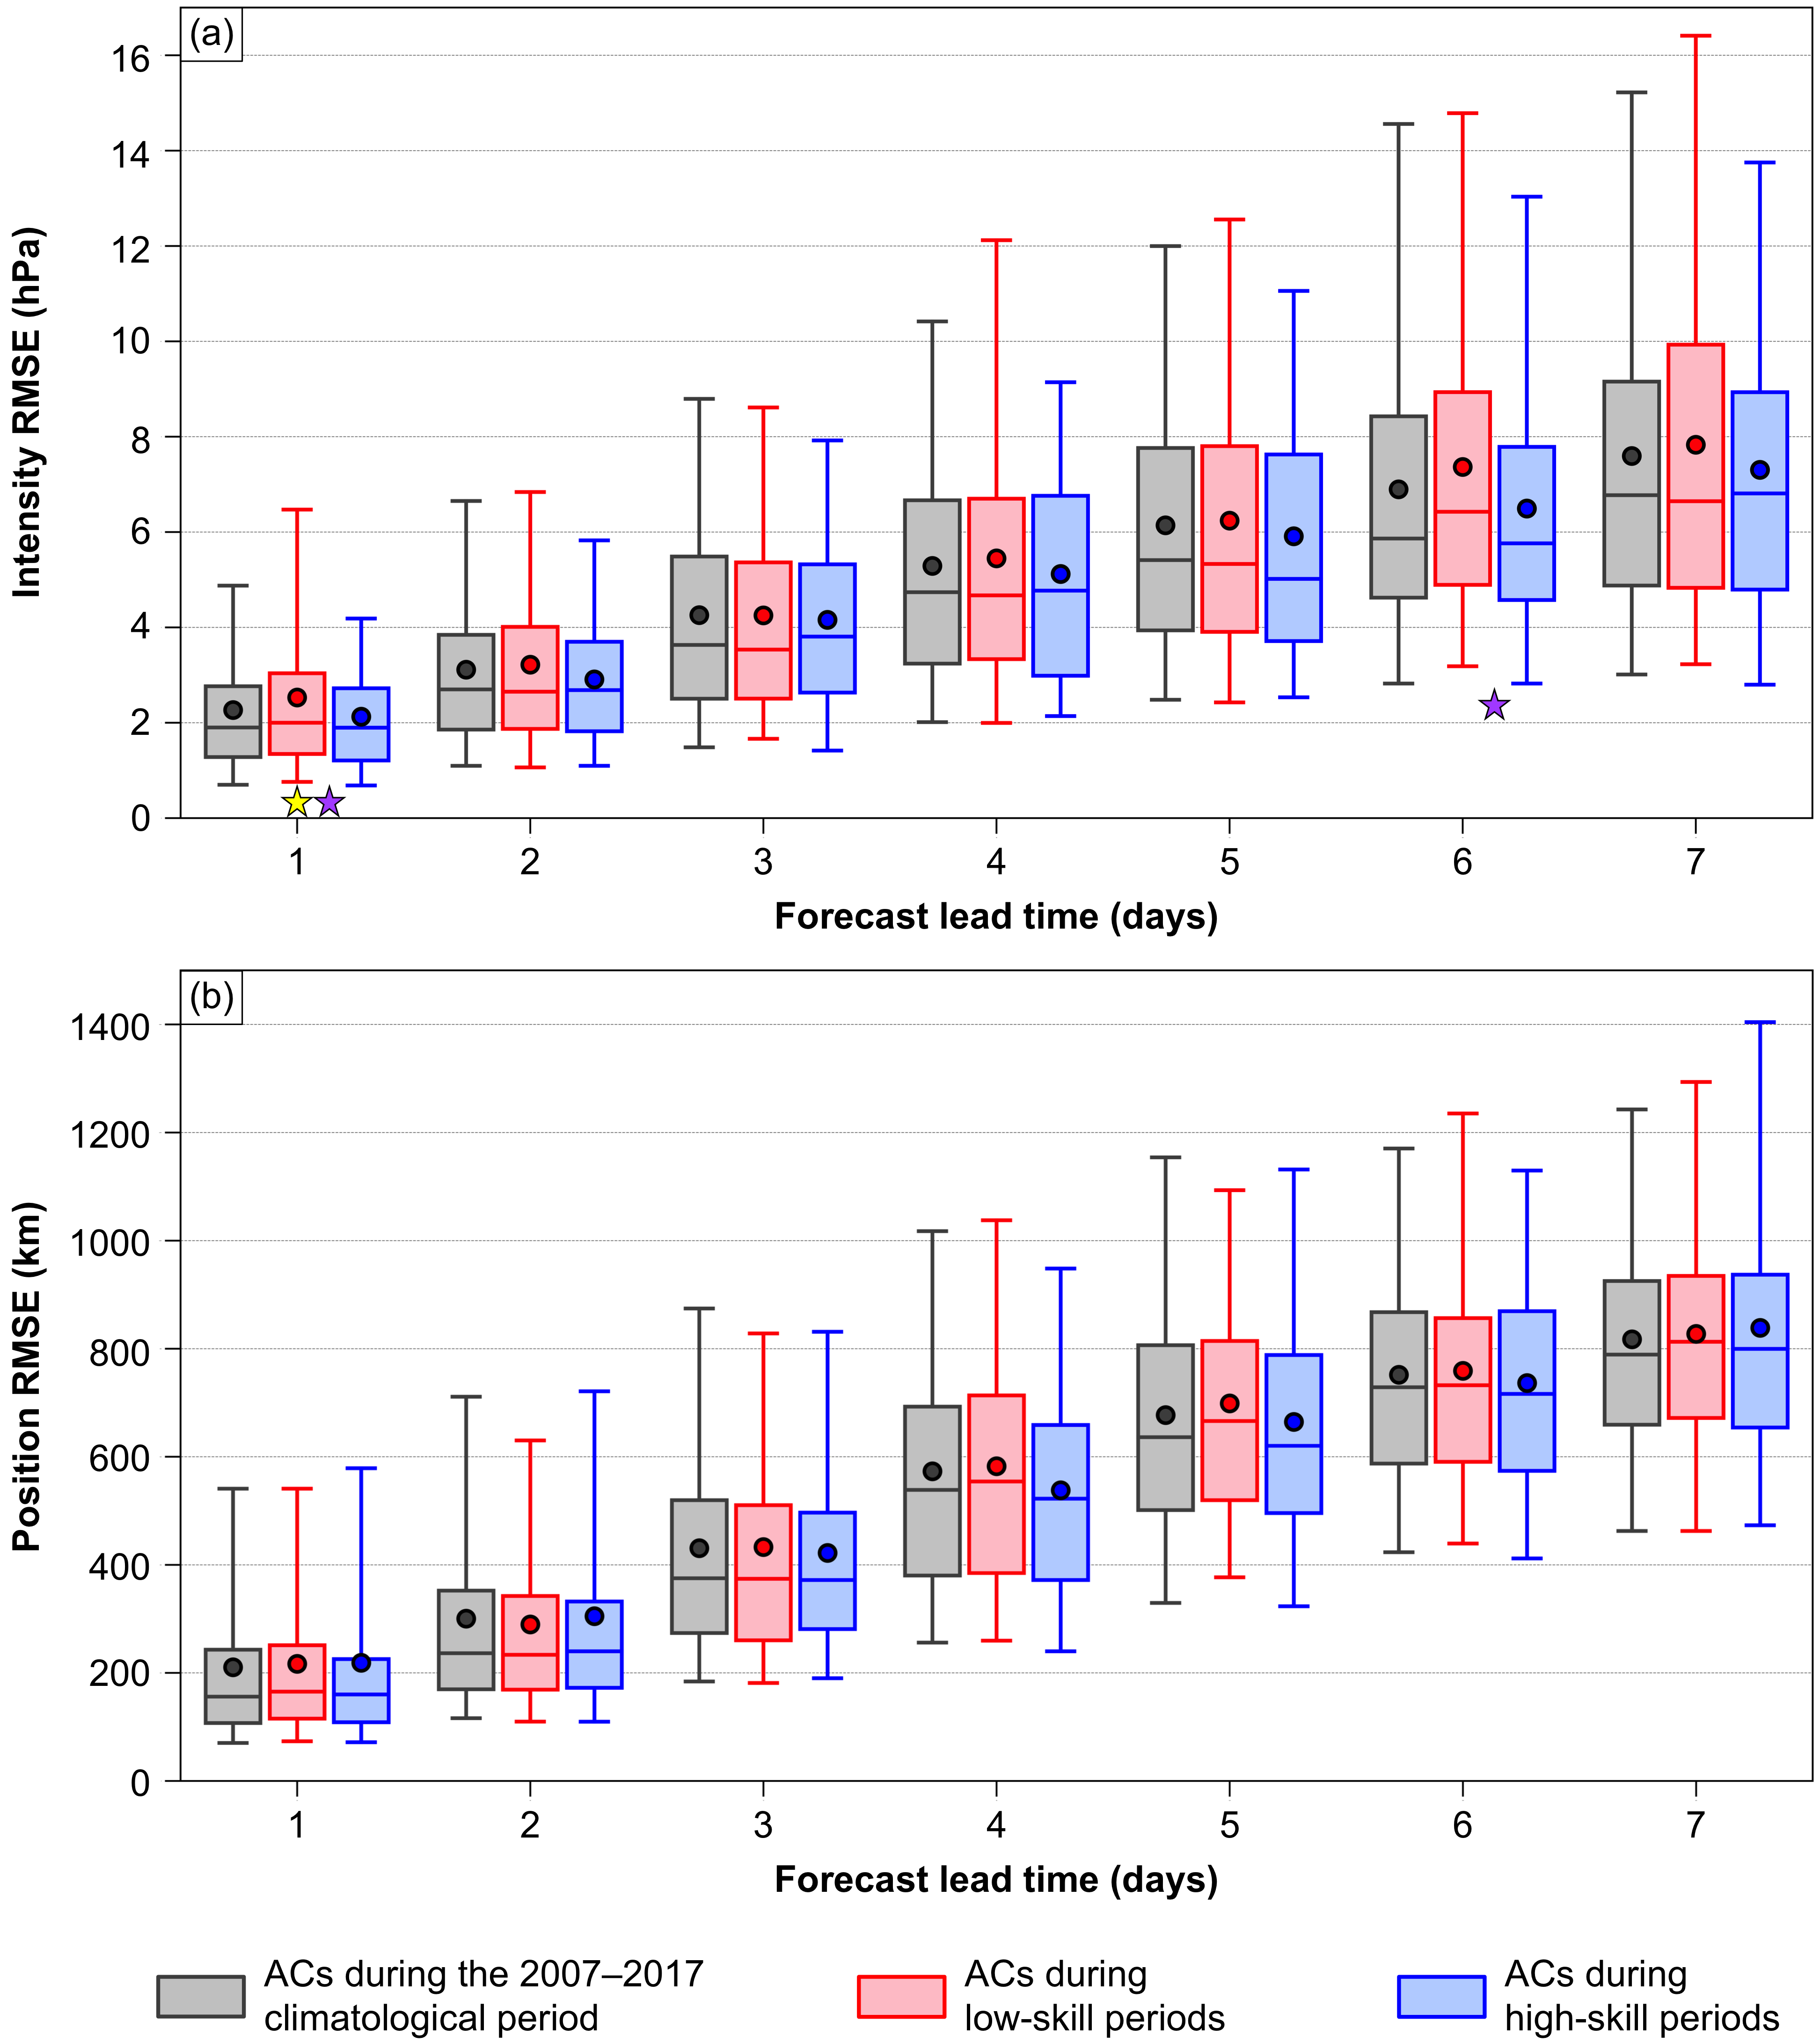 (a)
16
14
12
10
8
6
4
2
0
Intensity RMSE (hPa)
1 2 3 4 5 6 7
Forecast lead time (days)
(b)
1400
1200
1000
800
600
400
200
0
Position RMSE (km)
1 2 3 4 5 6 7
Forecast lead time (days)
ACs during the 2007–2017
climatological period
ACs during
low-skill periods
ACs during
high-skill periods